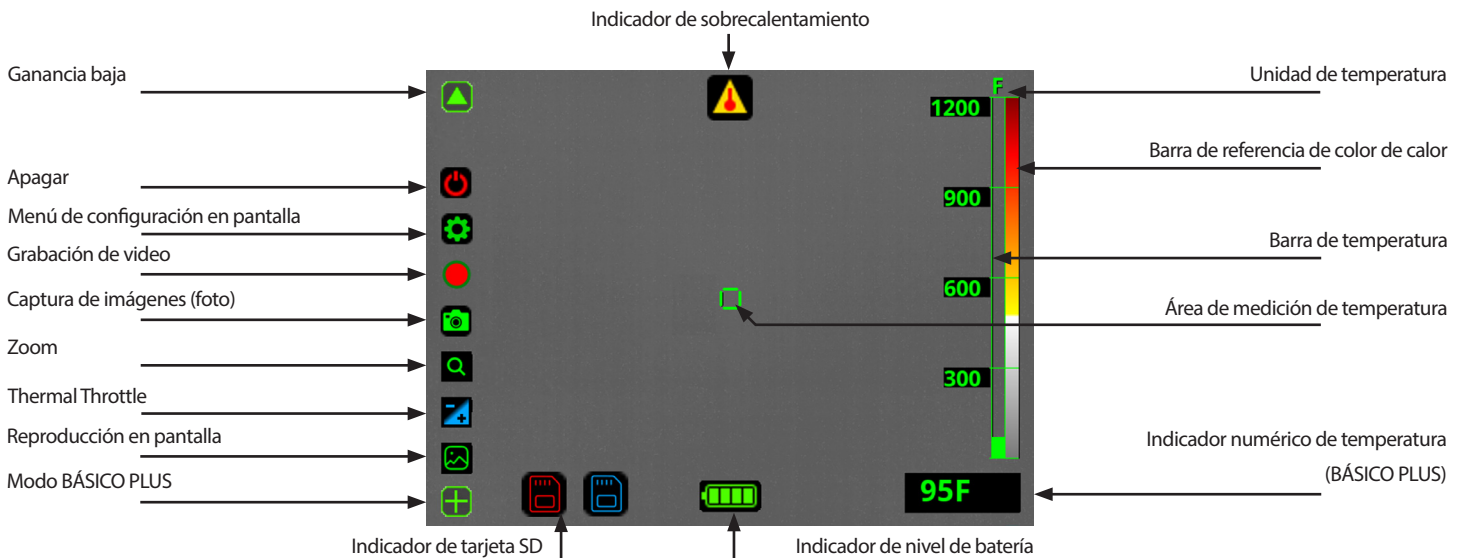 Indicador de sobrecalentamiento
Ganancia baja
Apagar
Menú de configuración en pantalla
Grabación de video
Captura de imágenes (foto)
Zoom
Thermal Throttle
Reproducción en pantalla
Modo BÁSICO PLUS
F
1200
900
600
300
95F
Unidad de temperatura
Barra de referencia de color de calor
Barra de temperatura
Área de medición de temperatura
Indicador numérico de temperatura
(BÁSICO PLUS)
Indicador de tarjeta SD
Indicador de nivel de batería